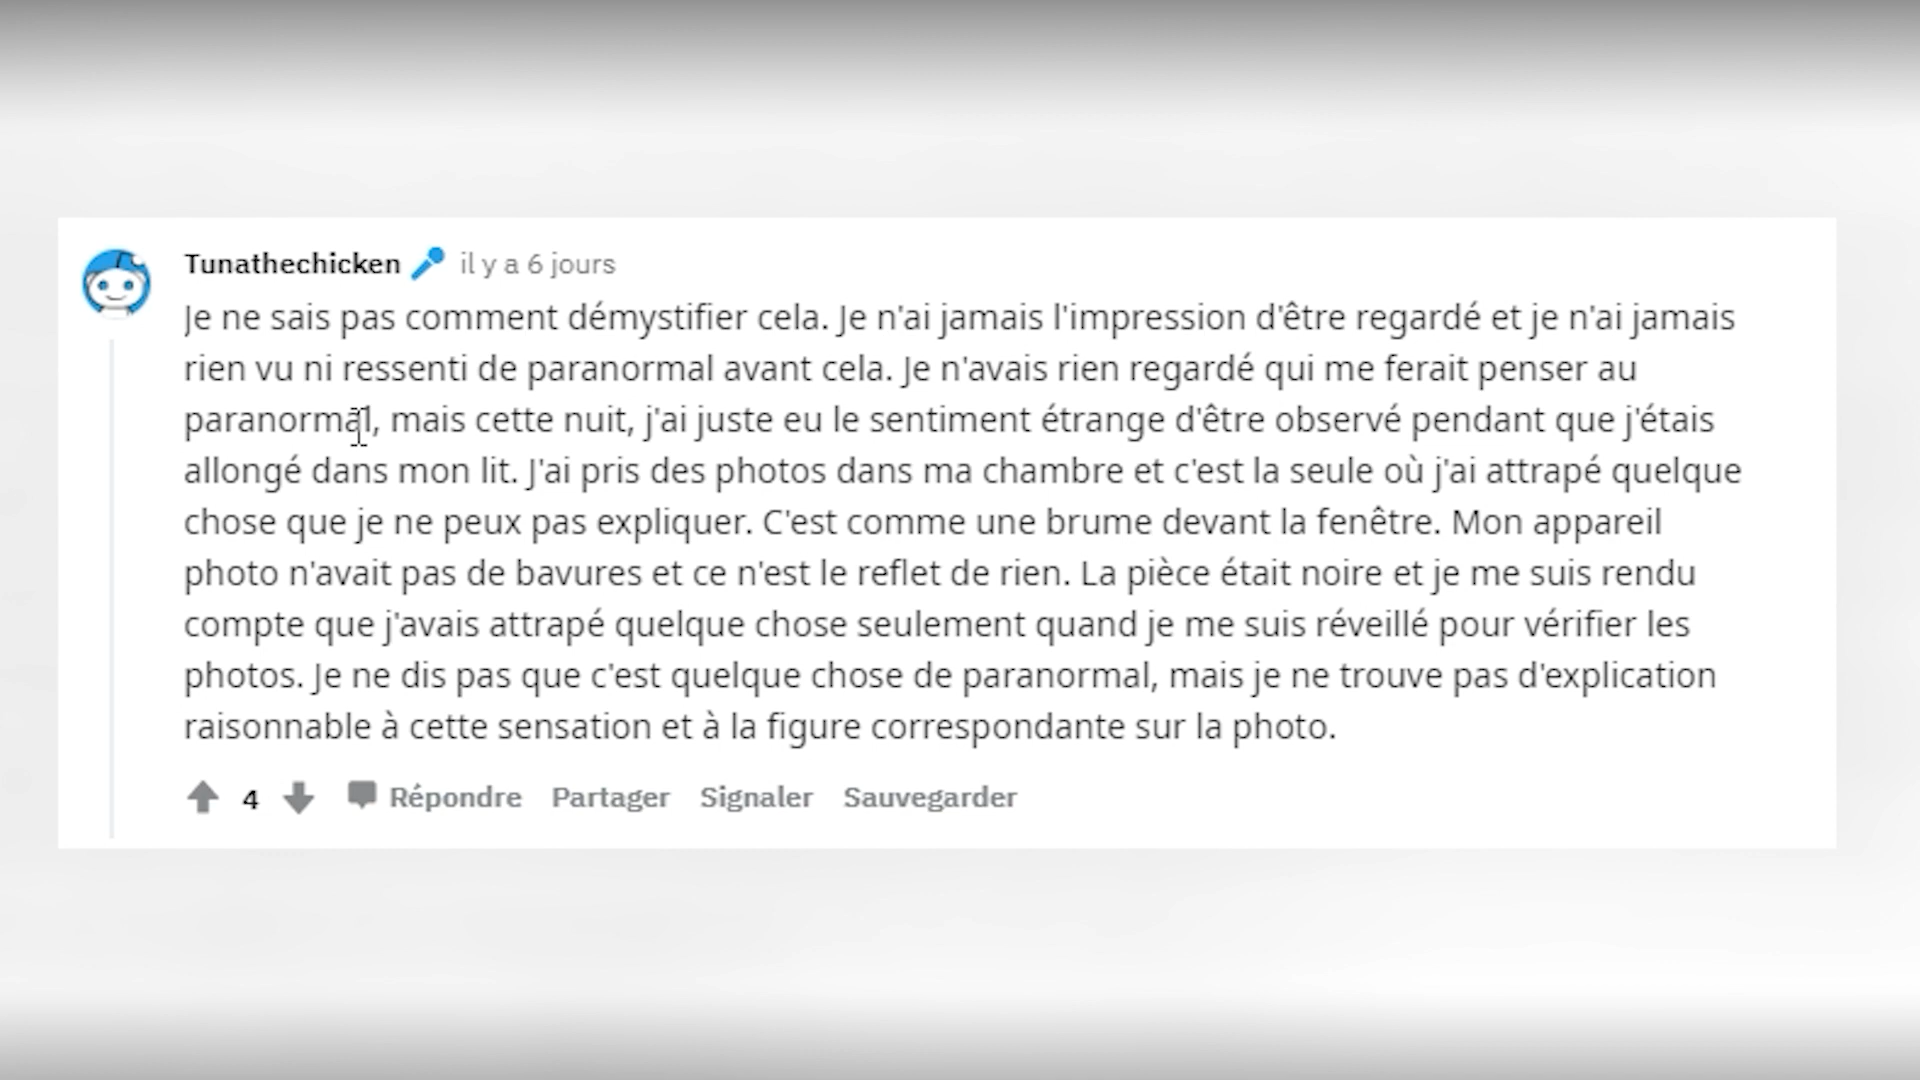 Tunathechicken il y a 6 jours
Je ne sais pas comment démystifier cela. Je n'ai jamais l'impression d'être regardé et je n'ai jamais
rien vu ni ressenti de paranormal avant cela. Je n'avais rien regardé qui me ferait penser au
paranormal, mais cette nuit, j'ai juste eu le sentiment étrange d'être observé pendant que j'étais
allongé dans mon lit. J'ai pris des photos dans ma chambre et c'est la seule où j'ai attrapé quelque
chose que je ne peux pas expliquer. C'est comme une brume devant la fenêtre. Mon appareil
photo n'avait pas de bavures et ce n'est le reflet de rien. La pièce était noire et je me suis rendu
compte que j'avais attrapé quelque chose seulement quand je me suis réveillé pour vérifier les
photos. Je ne dis pas que c'est quelque chose de paranormal, mais je ne trouve pas d'explication
raisonnable à cette sensation et à la figure correspondante sur la photo.
4 Répondre Partager Signaler Sauvegarder